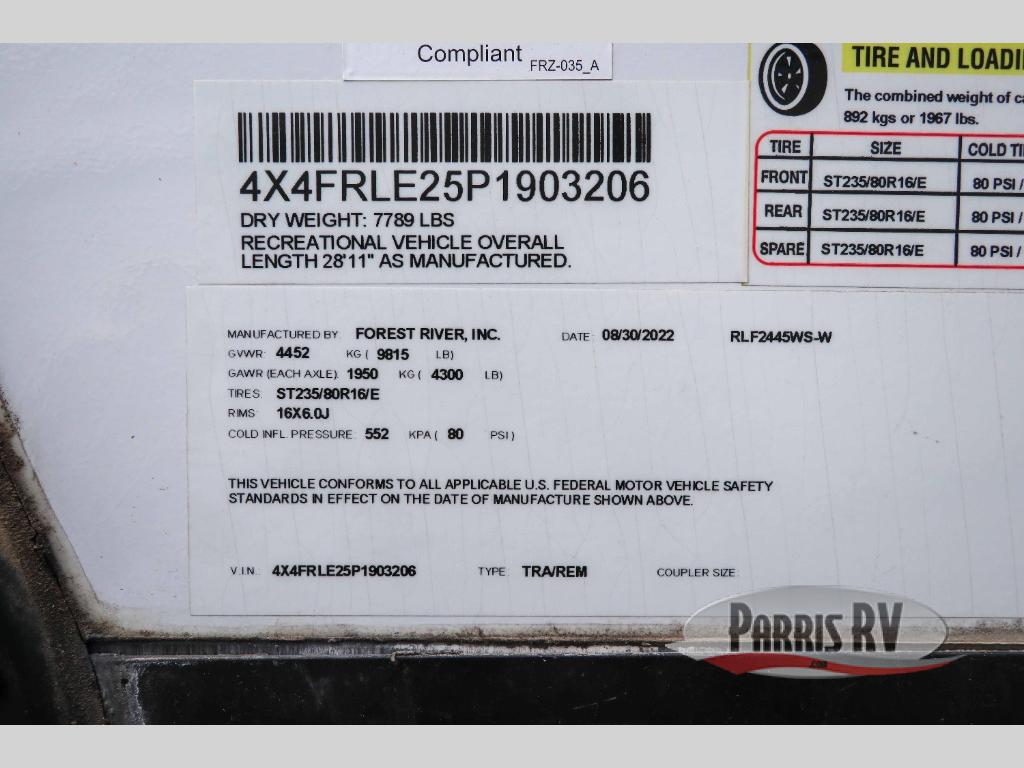 Compliant FRZ-035_A
4X4FRLE25P1903206
DRY WEIGHT: 7789 LBS
RECREATIONAL VEHICLE OVERALL
LENGTH 28'11" AS MANUFACTURED.
TIRE AND LOADI
The combined weight of ca
892 kgs or 1967 lbs.
TIRE SIZE COLD TI
FRONT ST235/80R16/E 80 PSI /
REAR ST235/80R16/E 80 PSI /
SPARE ST235/80R16/E 80 PSI /
MANUFACTURED BY: FOREST RIVER, INC. DATE: 08/30/2022 RLF2445WS-W
GVWR: 4452 KG ( 9815 LB)
GAWR (EACH AXLE): 1950 KG ( 4300 LB)
TIRES: ST235/80R16/E
RIMS: 16X6.0J
COLD INFL. PRESSURE: 552 KPA ( 80 PSI )
THIS VEHICLE CONFORMS TO ALL APPLICABLE U.S. FEDERAL MOTOR VEHICLE SAFETY
STANDARDS IN EFFECT ON THE DATE OF MANUFACTURE SHOWN ABOVE.
V.I.N.: 4X4FRLE25P1903206 TYPE: TRA/REM COUPLER SIZE:
PARRIS RV
.com